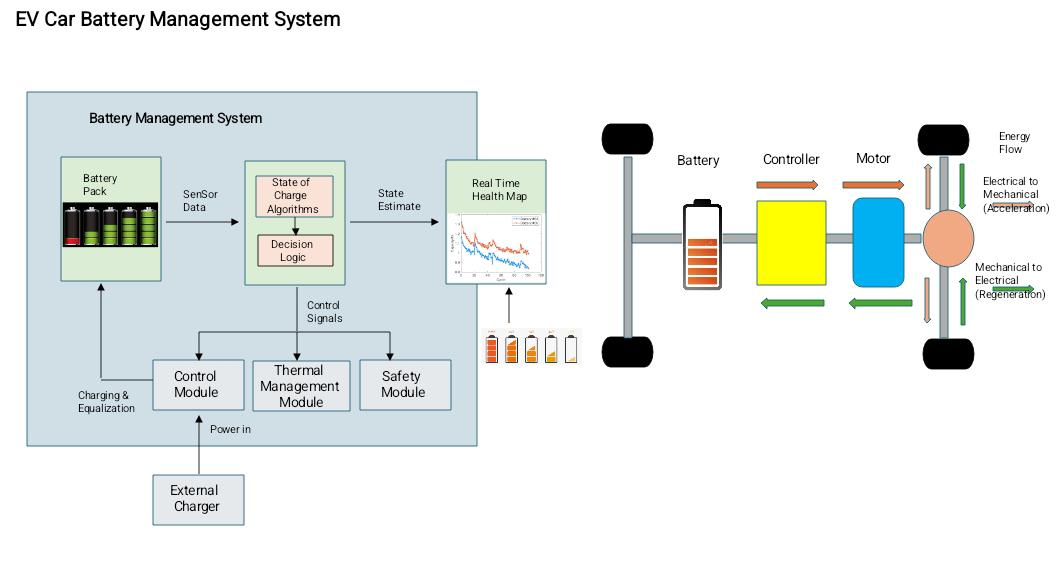 EV Car Battery Management System
Battery Management System
Battery
Pack
SenSor
Data
State of
Charge
Algorithms
Decision
Logic
State
Estimate
Real Time
Health Map
Control
Signals
Control
Module
Thermal
Management
Module
Safety
Module
Charging &
Equalization
Power in
External
Charger
Battery
Controller
Motor
Energy
Flow
Electrical to
Mechanical
(Acceleration)
Mechanical to
Electrical
(Regeneration)